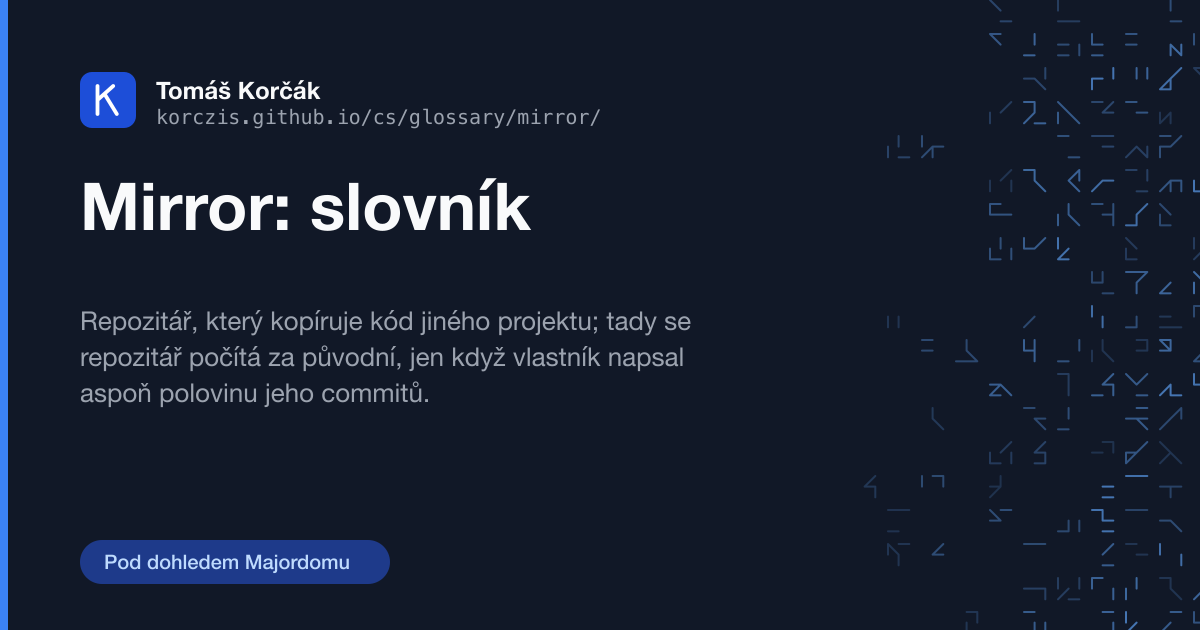 Tomáš Korčák
korczis.github.io/cs/glossary/mirror/
Mirror: slovník
Repozitář, který kopíruje kód jiného projektu; tady se
repozitář počítá za původní, jen když vlastník napsal
aspoň polovinu jeho commitů.
Pod dohledem Majordomu